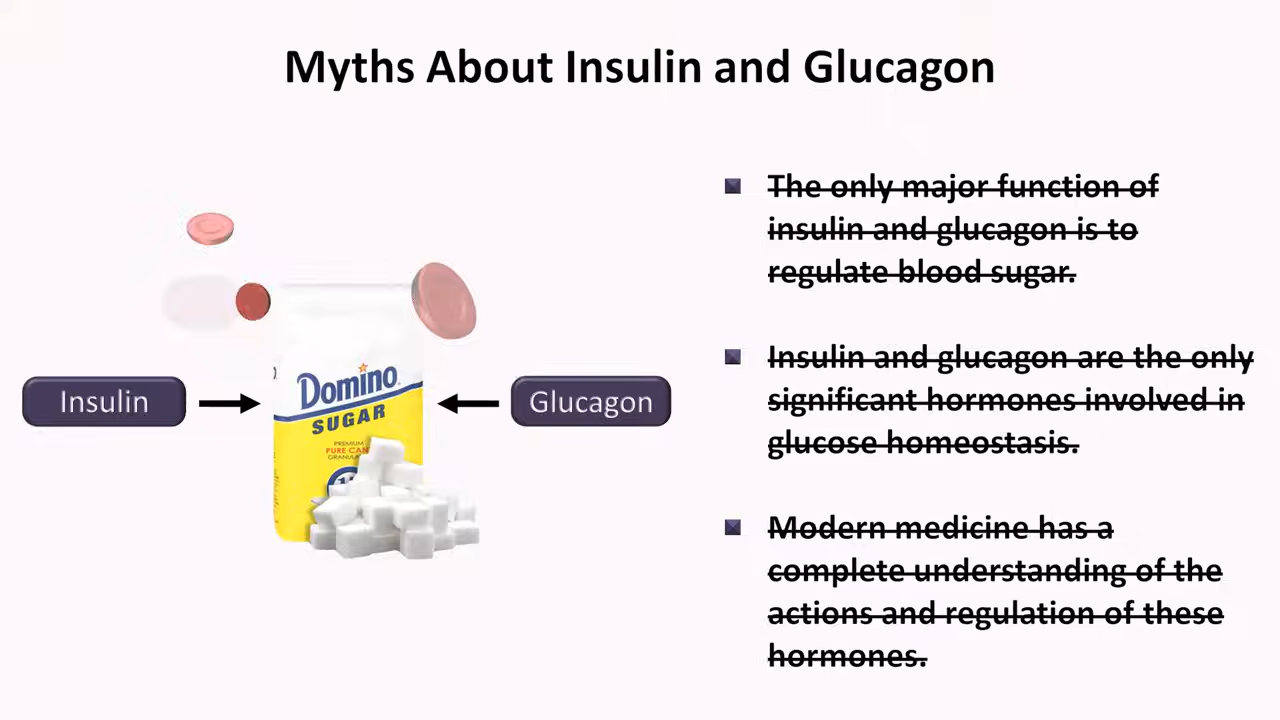 Myths About Insulin and Glucagon
The only major function of
insulin and glucagon is to
regulate blood sugar.
Insulin and glucagon are the only
significant hormones involved in
glucose homeostasis.
Modern medicine has a
complete understanding of the
actions and regulation of these
hormones.
Insulin
Domino
SUGAR
PREMIUM
PURE CAN
Glucagon